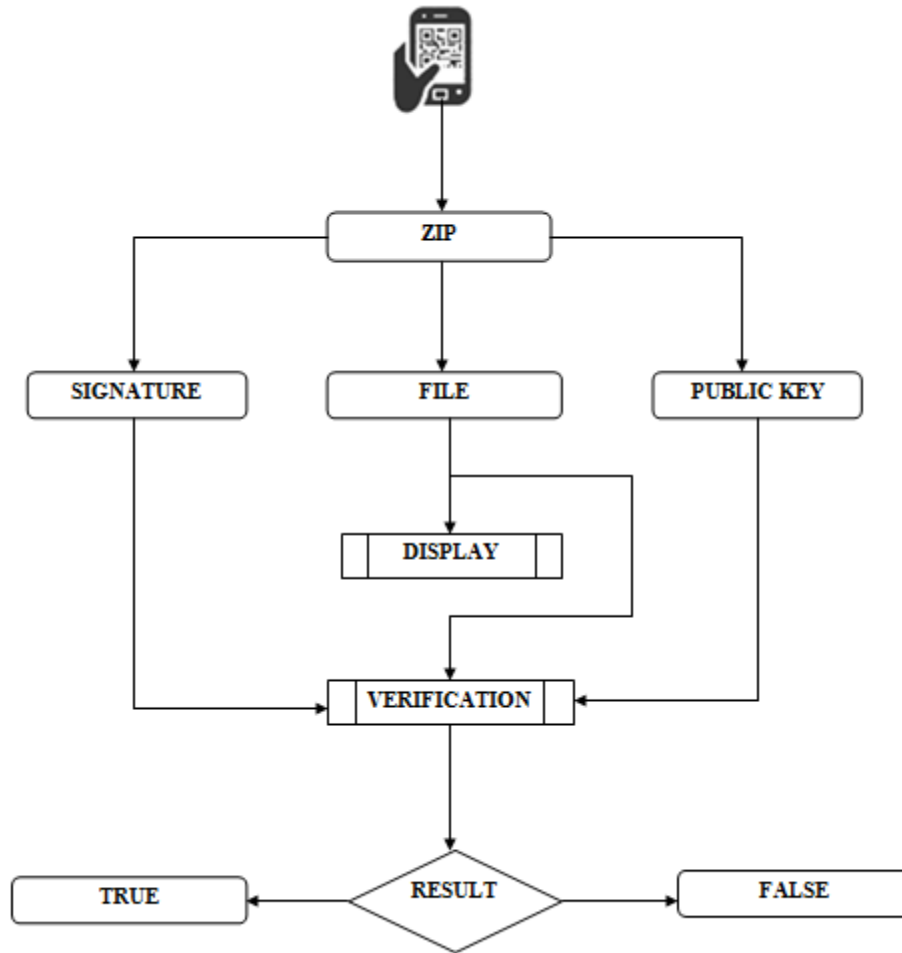 ZIP
SIGNATURE
FILE
PUBLIC KEY
DISPLAY
VERIFICATION
RESULT
TRUE
FALSE